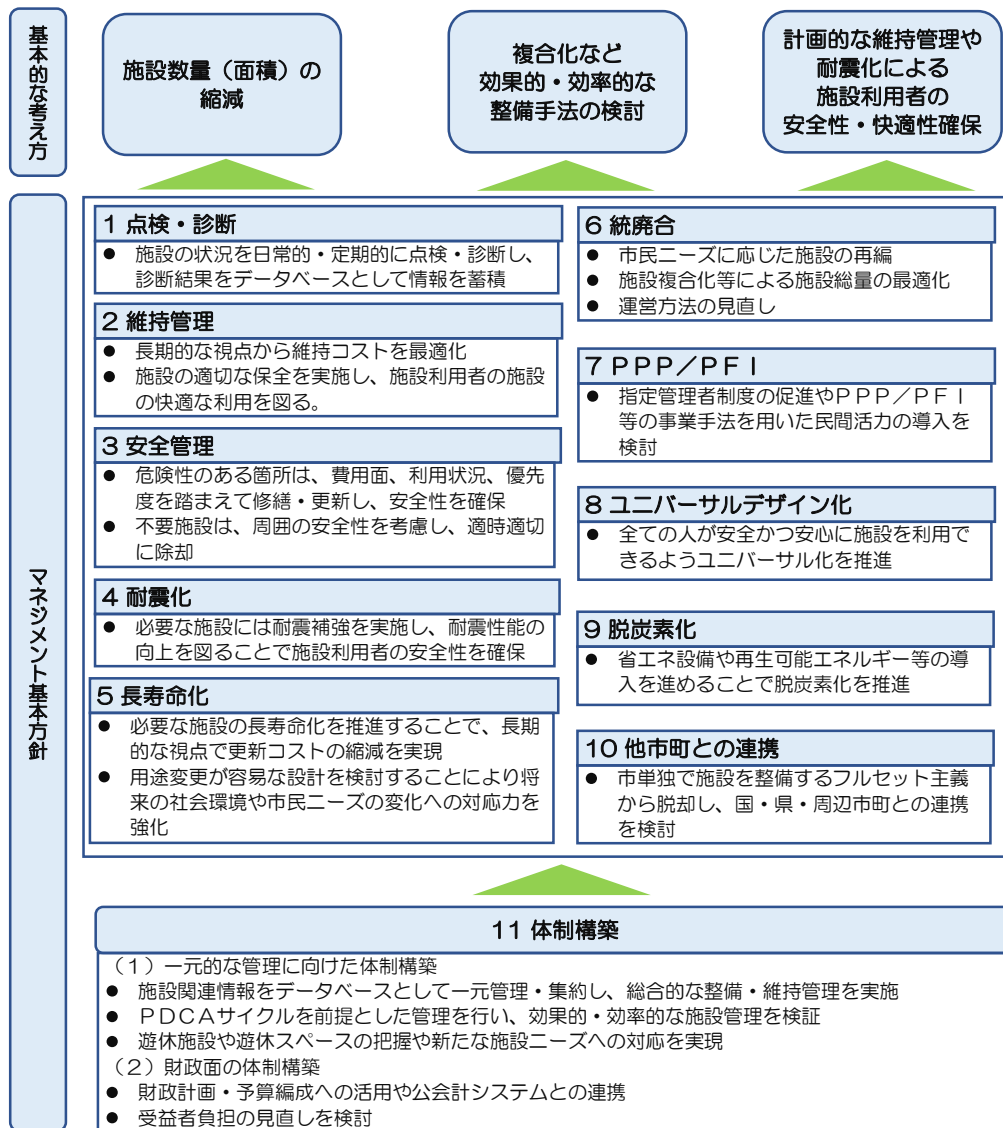 基本的な考え方
施設数量（面積）の
縮減
複合化など
効果的・効率的な
整備手法の検討
計画的な維持管理や
耐震化による
施設利用者の
安全性・快適性確保
マネジメント基本方針
1 点検・診断
● 施設の状況を日常的・定期的に点検・診断し、
診断結果をデータベースとして情報を蓄積
2 維持管理
● 長期的な視点から維持コストを最適化
● 施設の適切な保全を実施し、施設利用者の施設
の快適な利用を図る。
3 安全管理
● 危険性のある箇所は、費用面、利用状況、優先
度を踏まえて修繕・更新し、安全性を確保
● 不要施設は、周囲の安全性を考慮し、適時適切
に除却
4 耐震化
● 必要な施設には耐震補強を実施し、耐震性能の
向上を図ることで施設利用者の安全性を確保
5 長寿命化
● 必要な施設の長寿命化を推進することで、長期
的な視点で更新コストの縮減を実現
● 用途変更が容易な設計を検討することにより将
来の社会環境や市民ニーズの変化への対応力を
強化
6 統廃合
● 市民ニーズに応じた施設の再編
● 施設複合化等による施設総量の最適化
● 運営方法の見直し
7 ＰＰＰ／ＰＦＩ
● 指定管理者制度の促進やＰＰＰ／ＰＦＩ
等の事業手法を用いた民間活力の導入を
検討
8 ユニバーサルデザイン化
● 全ての人が安全かつ安心に施設を利用で
きるようユニバーサル化を推進
9 脱炭素化
● 省エネ設備や再生可能エネルギー等の導
入を進めることで脱炭素化を推進
10 他市町との連携
● 市単独で施設を整備するフルセット主義
から脱却し、国・県・周辺市町との連携
を検討
11 体制構築
（１）一元的な管理に向けた体制構築
● 施設関連情報をデータベースとして一元管理・集約し、総合的な整備・維持管理を実施
● ＰＤＣＡサイクルを前提とした管理を行い、効果的・効率的な施設管理を検証
● 遊休施設や遊休スペースの把握や新たな施設ニーズへの対応を実現
（２）財政面の体制構築
● 財政計画・予算編成への活用や公会計システムとの連携
● 受益者負担の見直しを検討